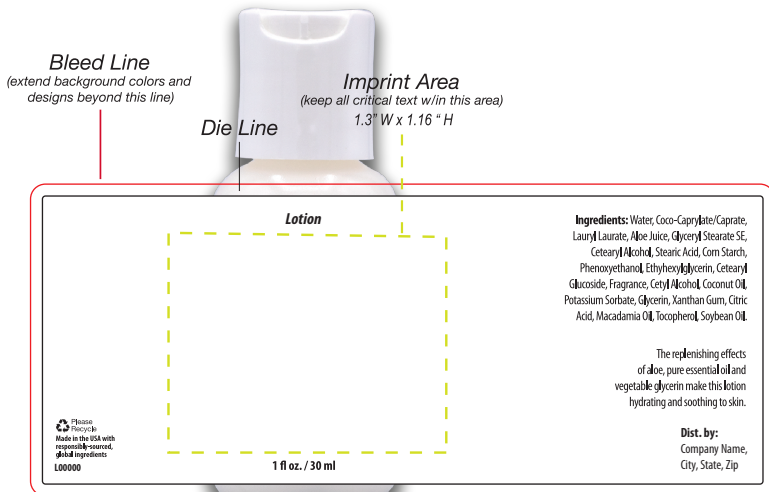 Bleed Line
(extend background colors and
designs beyond this line)
Imprint Area
(keep all critical text w/in this area)
1.3" W x 1.16 " H
Die Line
Lotion
Ingredients: Water, Coco-Caprylate/Caprate,
Lauryl Laurate, Aloe Juice, Glyceryl Stearate SE,
Cetearyl Alcohol, Stearic Acid, Corn Starch,
Phenoxyethanol, Ethyhexylglycerin, Cetearyl
Glucoside, Fragrance, Cetyl Alcohol, Coconut Oil,
Potassium Sorbate, Glycerin, Xanthan Gum, Citric
Acid, Macadamia Oil, Tocopherol, Soybean Oil.
The replenishing effects
of aloe, pure essential oil and
vegetable glycerin make this lotion
hydrating and soothing to skin.
Please
Recycle
Made in the USA with
responsibly-sourced,
global ingredients
L00000
1 fl oz. / 30 ml
Dist. by:
Company Name,
City, State, Zip